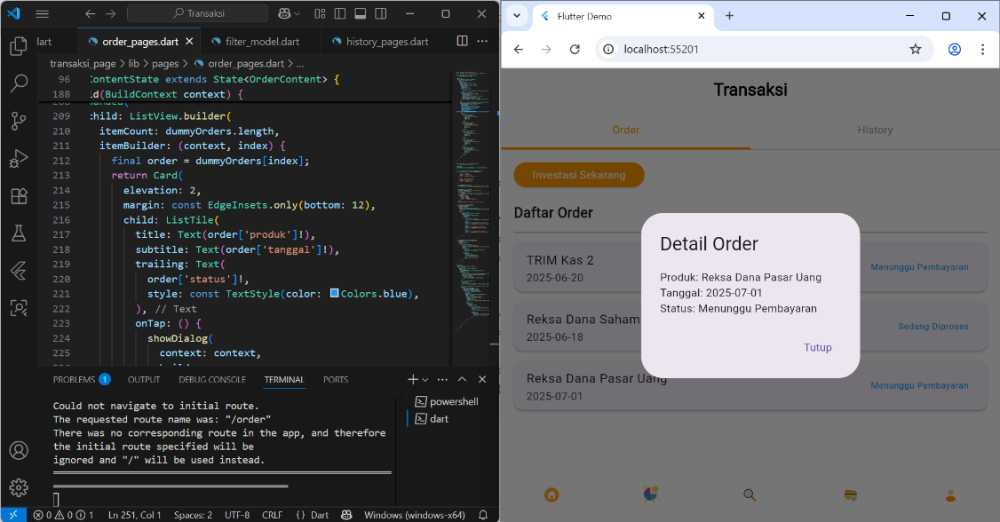 Transaksi
lart
order_pages.dart
filter_model.dart
history_pages.dart
transaksi_page > lib > pages > order_pages.dart > ...
96 :ontentState extends State<OrderContent> {
188 :d(BuildContext context) {
209 :hild: ListView.builder(
210 itemCount: dummyOrders.length,
211 itemBuilder: (context, index) {
212 final order = dummyOrders[index];
213 return Card(
214 elevation: 2,
215 margin: const EdgeInsets.only(bottom: 12),
216 child: ListTile(
217 title: Text(order['produk']!),
218 subtitle: Text(order['tanggal']!),
219 trailing: Text(
220 order['status']!,
221 style: const TextStyle(color: Colors.blue),
222 ), // Text
223 onTap: () {
224 showDialog(
225 context: context,
PROBLEMS 1
OUTPUT
DEBUG CONSOLE
TERMINAL
PORTS
powershell
dart
Could not navigate to initial route.
The requested route name was: "/order"
There was no corresponding route in the app, and therefore
the initial route specified will be
ignored and "/" will be used instead.
0 0 1
Ln 251, Col 1
Spaces: 2
UTF-8
CRLF
{} Dart
Windows (windows-x64)
Flutter Demo
localhost:55201
Transaksi
Order
History
Investasi Sekarang
Daftar Order
TRIM Kas 2
2025-06-20
Menunggu Pembayaran
Reksa Dana Saham
2025-06-18
Sedang Diproses
Reksa Dana Pasar Uang
2025-07-01
Menunggu Pembayaran
Detail Order
Produk: Reksa Dana Pasar Uang
Tanggal: 2025-07-01
Status: Menunggu Pembayaran
Tutup